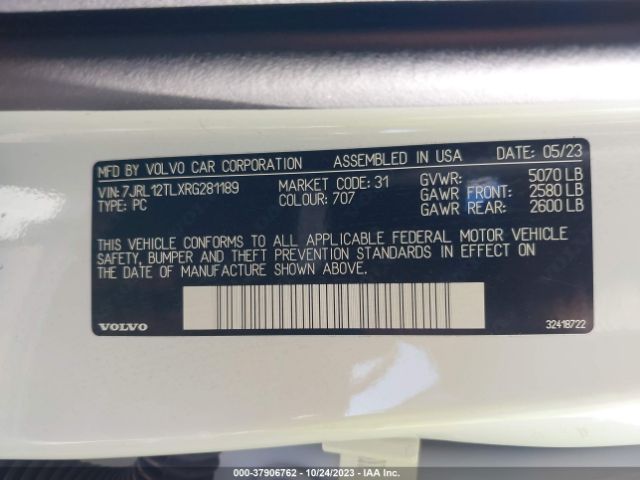 MFD BY VOLVO CAR CORPORATION ASSEMBLED IN USA DATE: 05/23
VIN:7JRL12TLXRG281189 MARKET CODE: 31 GVWR: 5070 LB
TYPE: PC COLOUR: 707 GAWR FRONT: 2580 LB
GAWR REAR: 2600 LB
THIS VEHICLE CONFORMS TO ALL APPLICABLE FEDERAL MOTOR VEHICLE
SAFETY, BUMPER AND THEFT PREVENTION STANDARDS IN EFFECT ON
THE DATE OF MANUFACTURE SHOWN ABOVE.
VOLVO 32418722
000-37906762 • 10/24/2023 • IAA Inc.